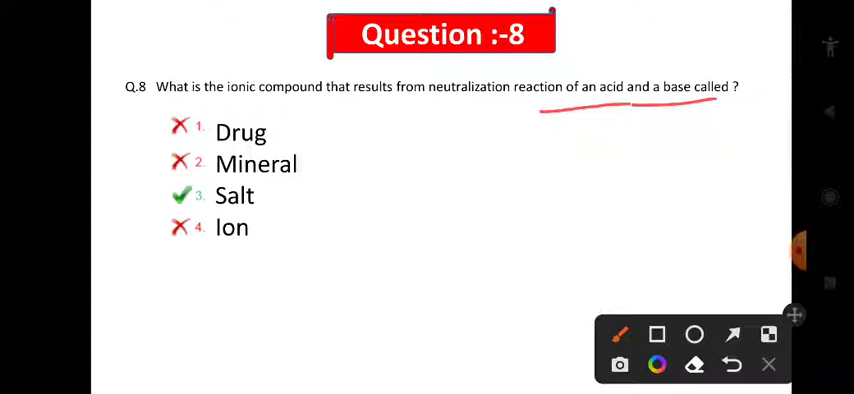 Question :-8
Q.8 What is the ionic compound that results from neutralization reaction of an acid and a base called ?
1. Drug
2. Mineral
3. Salt
4. Ion